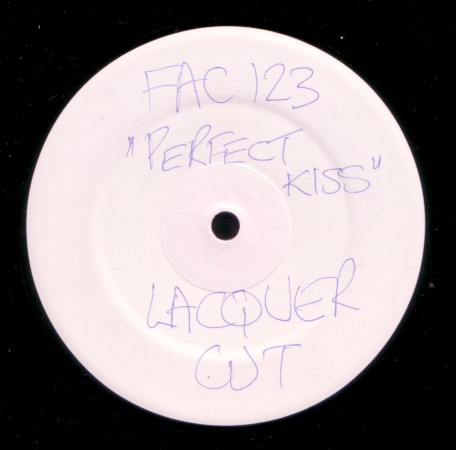 FAC 123
"PERFECT
KISS"
LACQUER
CUT